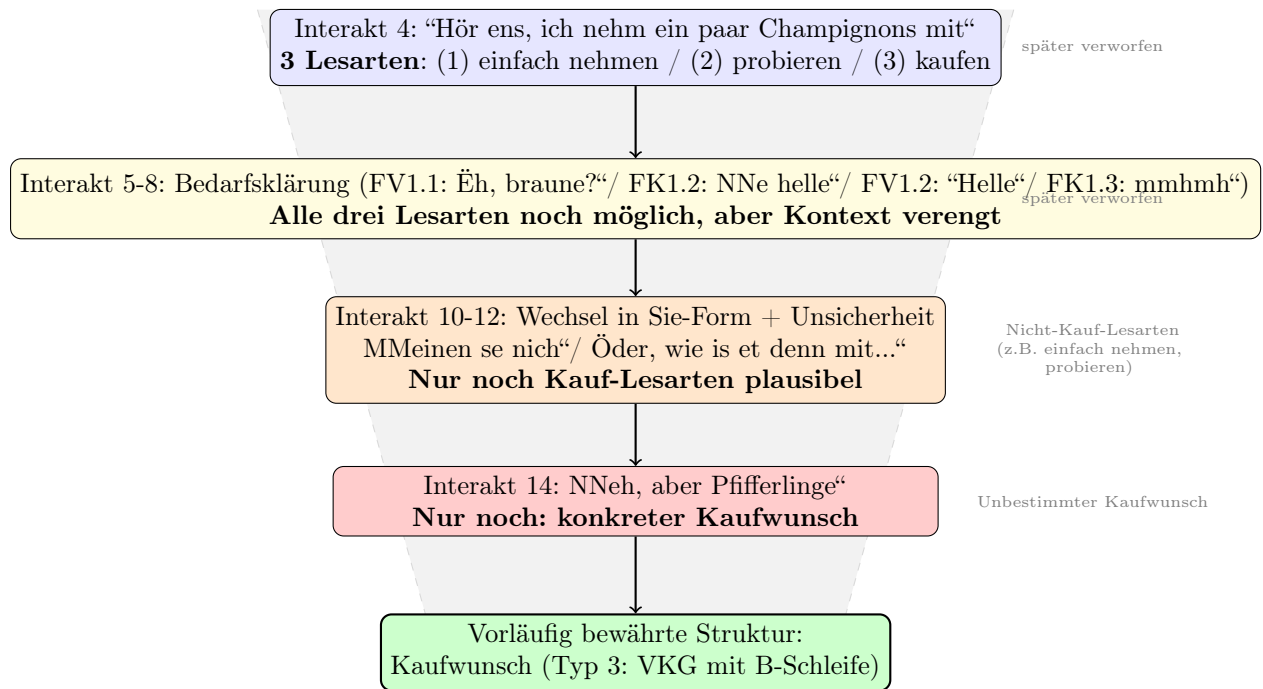 Interakt 4: “Hör ens, ich nehm ein paar Champignons mit“
3 Lesarten: (1) einfach nehmen / (2) probieren / (3) kaufen
später verworfen
Interakt 5-8: Bedarfsklärung (FV1.1: Ëh, braune?“/ FK1.2: NNe helle“/ FV1.2: “Helle“/ FK1.3: mmhmh“)
Alle drei Lesarten noch möglich, aber Kontext verengt
später verworfen
Interakt 10-12: Wechsel in Sie-Form + Unsicherheit
MMeinen se nich“/ Öder, wie is et denn mit...“
Nur noch Kauf-Lesarten plausibel
Nicht-Kauf-Lesarten
(z.B. einfach nehmen,
probieren)
Interakt 14: NNeh, aber Pfifferlinge“
Nur noch: konkreter Kaufwunsch
Unbestimmter Kaufwunsch
Vorläufig bewährte Struktur:
Kaufwunsch (Typ 3: VKG mit B-Schleife)